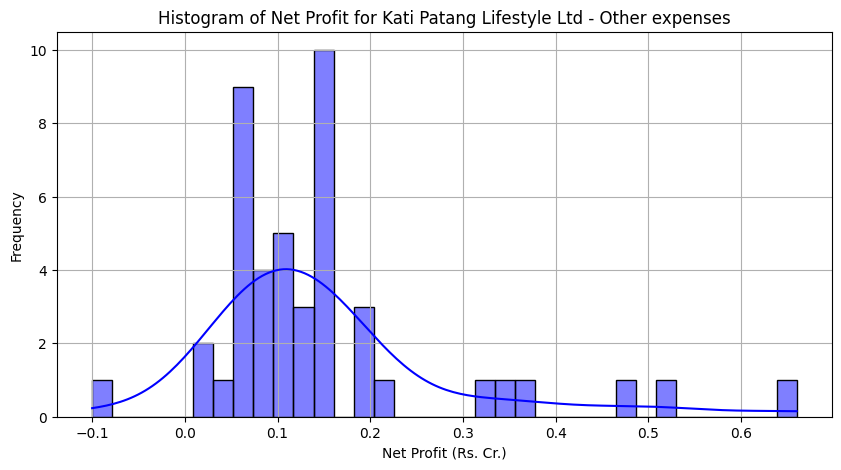 Histogram of Net Profit for Kati Patang Lifestyle Ltd - Other expenses
10
8
6
4
2
0
Frequency
−0.1 0.0 0.1 0.2 0.3 0.4 0.5 0.6
Net Profit (Rs. Cr.)